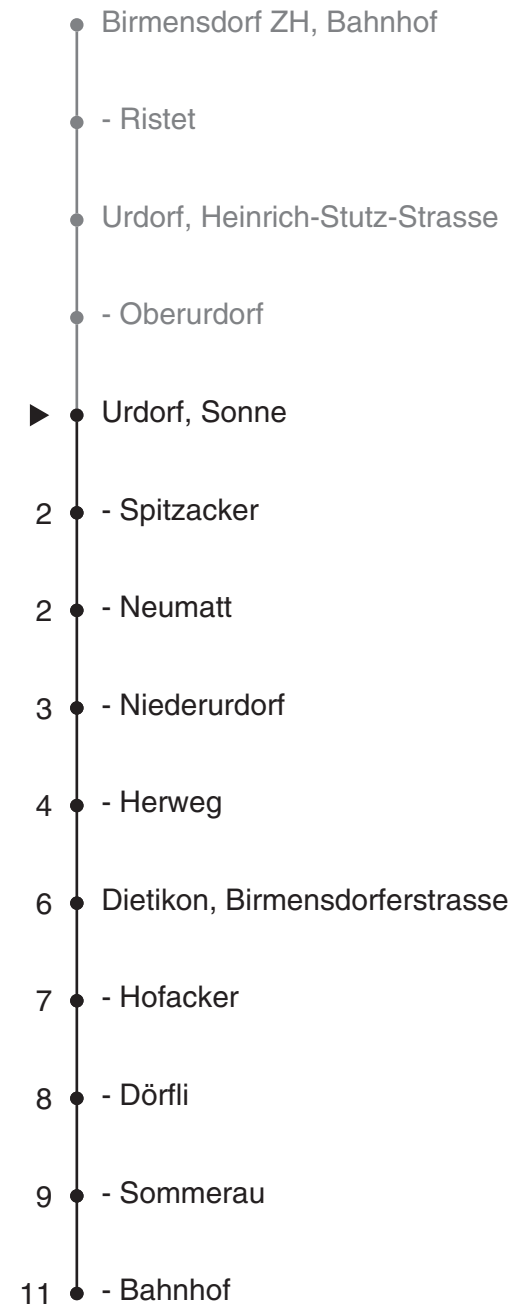 Birmensdorf ZH, Bahnhof
- Ristet
Urdorf, Heinrich-Stutz-Strasse
- Oberurdorf
Urdorf, Sonne
2 - Spitzacker
2 - Neumatt
3 - Niederurdorf
4 - Herweg
6 Dietikon, Birmensdorferstrasse
7 - Hofacker
8 - Dörfli
9 - Sommerau
11 - Bahnhof